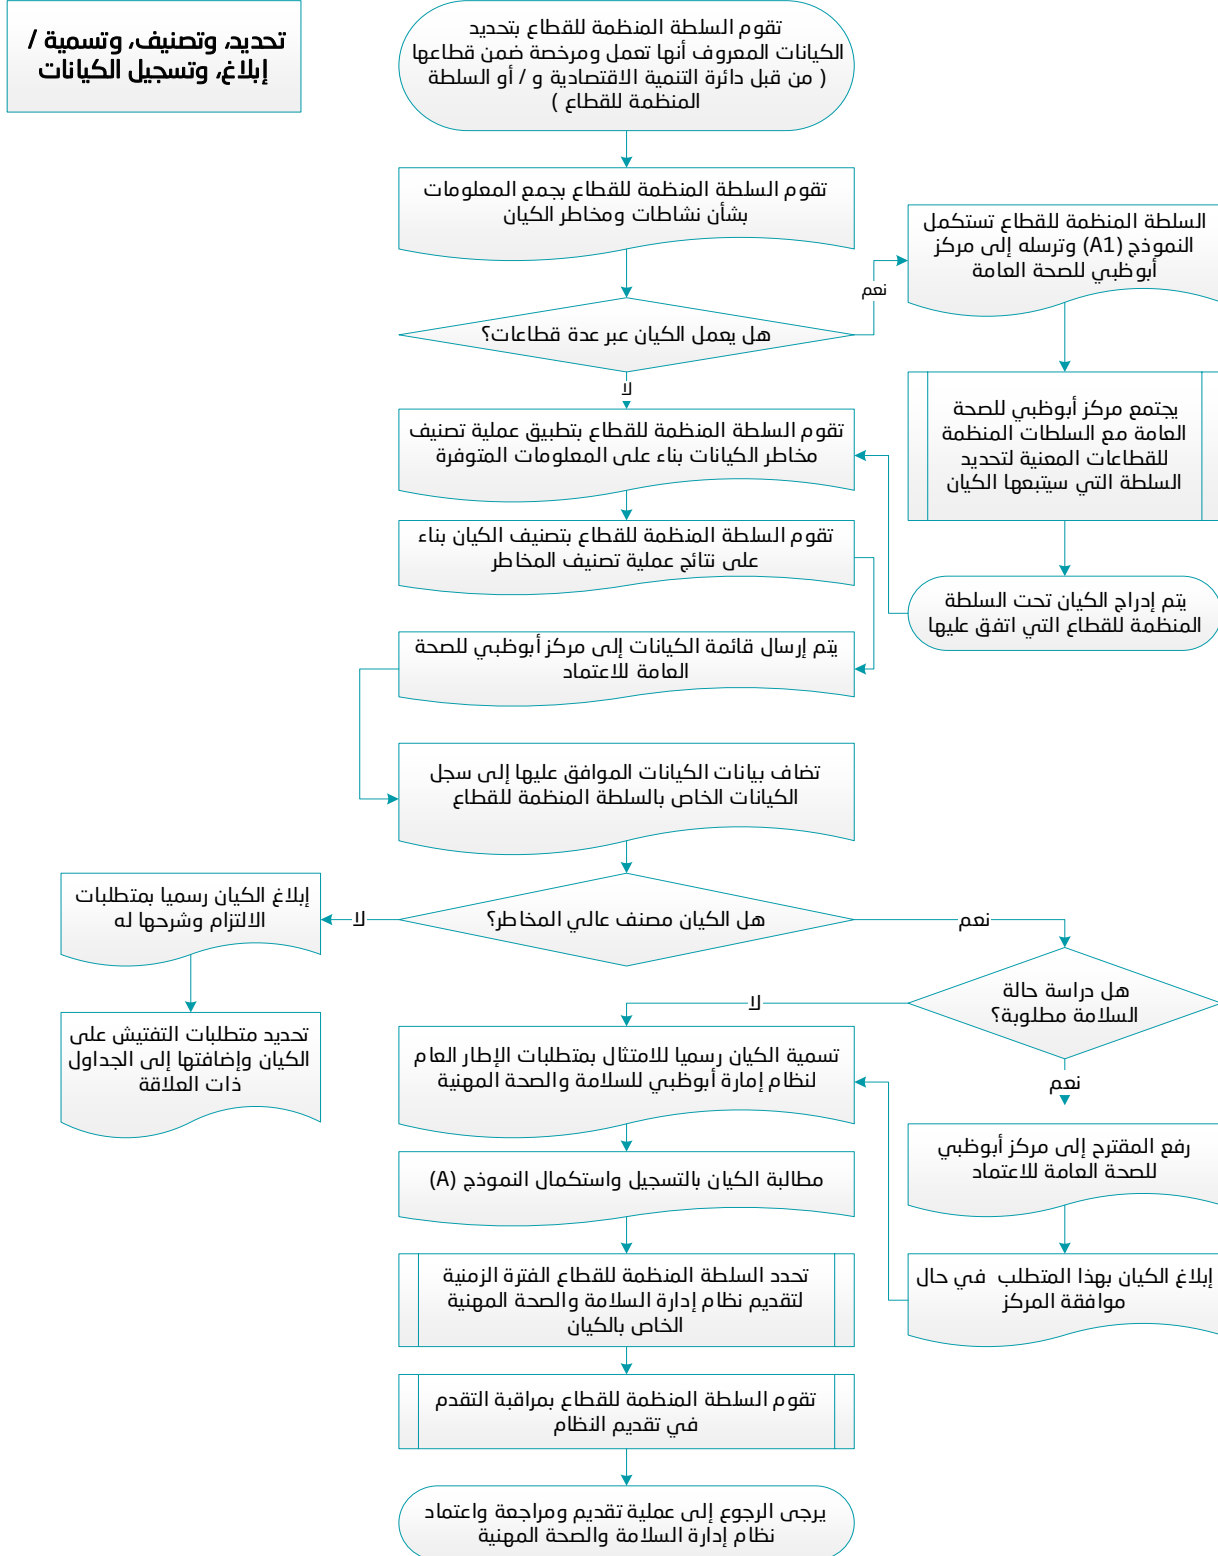 تحديد، وتصنيف، وتسمية /
إبلاغ، وتسجيل الكيانات
تقوم السلطة المنظمة للقطاع بتحديد
الكيانات المعروف أنها تعمل ومرخصة ضمن قطاعها
( من قبل دائرة التنمية الاقتصادية و / أو السلطة
المنظمة للقطاع )
تقوم السلطة المنظمة للقطاع بجمع المعلومات
بشأن نشاطات ومخاطر الكيان
هل يعمل الكيان عبر عدة قطاعات؟
نعم
السلطة المنظمة للقطاع تستكمل
النموذج (A1) وترسله إلى مركز
أبوظبي للصحة العامة
يجتمع مركز أبوظبي للصحة
العامة مع السلطات المنظمة
للقطاعات المعنية لتحديد
السلطة التي سيتبعها الكيان
يتم إدراج الكيان تحت السلطة
المنظمة للقطاع التي اتفق عليها
لا
تقوم السلطة المنظمة للقطاع بتطبيق عملية تصنيف
مخاطر الكيانات بناء على المعلومات المتوفرة
تقوم السلطة المنظمة للقطاع بتصنيف الكيان بناء
على نتائج عملية تصنيف المخاطر
يتم إرسال قائمة الكيانات إلى مركز أبوظبي للصحة
العامة للاعتماد
تضاف بيانات الكيانات الموافق عليها إلى سجل
الكيانات الخاص بالسلطة المنظمة للقطاع
هل الكيان مصنف عالي المخاطر؟
لا
إبلاغ الكيان رسميا بمتطلبات
الالتزام وشرحها له
تحديد متطلبات التفتيش على
الكيان وإضافتها إلى الجداول
ذات العلاقة
نعم
هل دراسة حالة
السلامة مطلوبة؟
نعم
رفع المقترح إلى مركز أبوظبي
للصحة العامة للاعتماد
إبلاغ الكيان بهذا المتطلب في حال
موافقة المركز
لا
تسمية الكيان رسميا للامتثال بمتطلبات الإطار العام
لنظام إمارة أبوظبي للسلامة والصحة المهنية
مطالبة الكيان بالتسجيل واستكمال النموذج (A)
تحدد السلطة المنظمة للقطاع الفترة الزمنية
لتقديم نظام إدارة السلامة والصحة المهنية
الخاص بالكيان
تقوم السلطة المنظمة للقطاع بمراقبة التقدم
في تقديم النظام
يرجى الرجوع إلى عملية تقديم ومراجعة واعتماد
نظام إدارة السلامة والصحة المهنية